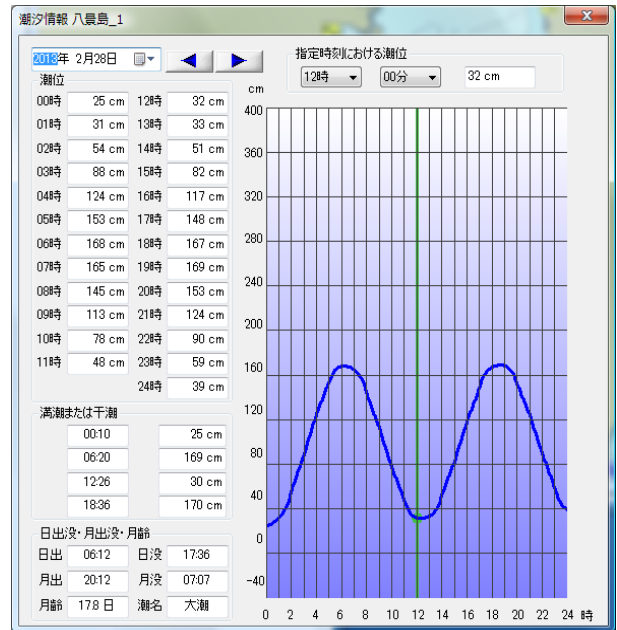 潮汐情報 八景島_1
2013年 2月28日
潮位
00時 25 cm 12時 32 cm
01時 31 cm 13時 33 cm
02時 54 cm 14時 51 cm
03時 88 cm 15時 82 cm
04時 124 cm 16時 117 cm
05時 153 cm 17時 148 cm
06時 168 cm 18時 167 cm
07時 165 cm 19時 169 cm
08時 145 cm 20時 153 cm
09時 113 cm 21時 124 cm
10時 78 cm 22時 90 cm
11時 48 cm 23時 59 cm
24時 39 cm
満潮または干潮
00:10 25 cm
06:20 169 cm
12:26 30 cm
18:36 170 cm
日出没・月出没・月齢
日出 06:12 日没 17:36
月出 20:12 月没 07:07
月齢 17.8 日 潮名 大潮
指定時刻における潮位
12時 00分 32 cm
cm
400
360
320
280
240
200
160
120
80
40
0
-40
0 2 4 6 8 10 12 14 16 18 20 22 24 時